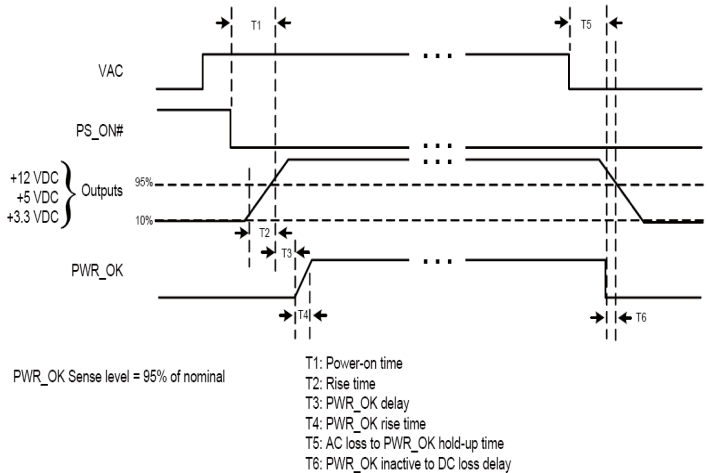 T1
T5
VAC
PS_ON#
+12 VDC
+5 VDC
+3.3 VDC
Outputs
95%
10%
T2
T3
PWR_OK
T4
T6
PWR_OK Sense level = 95% of nominal
T1: Power-on time
T2: Rise time
T3: PWR_OK delay
T4: PWR_OK rise time
T5: AC loss to PWR_OK hold-up time
T6: PWR_OK inactive to DC loss delay